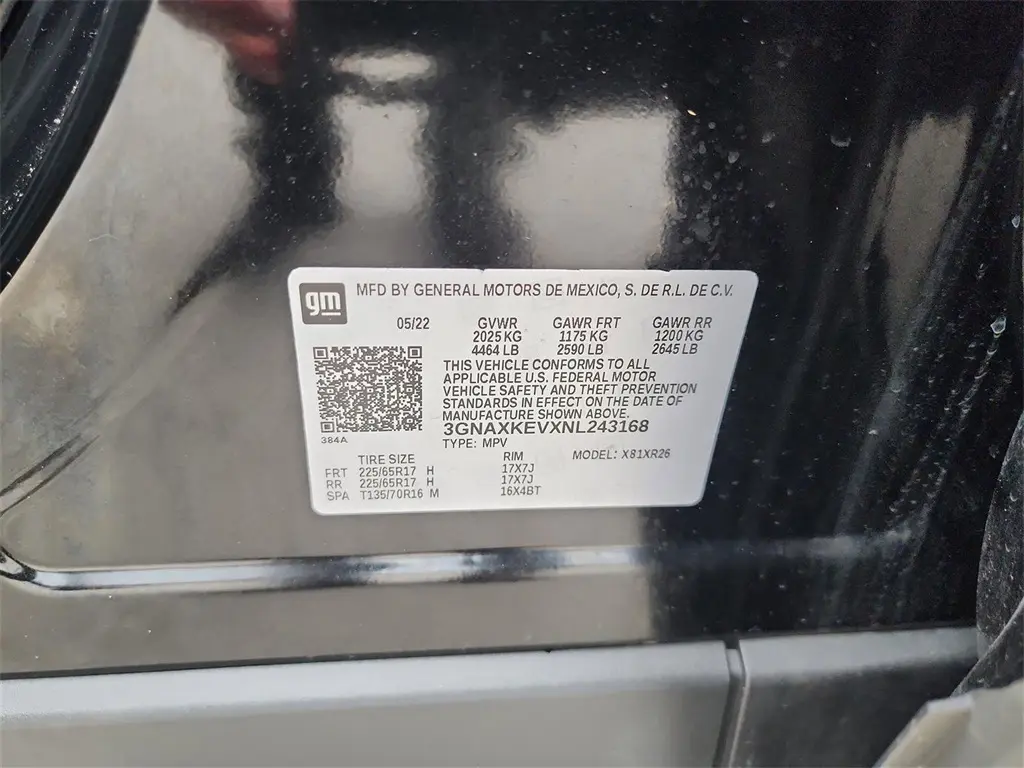 gm MFD BY GENERAL MOTORS DE MEXICO, S. DE R.L. DE C.V.
05/22 GVWR GAWR FRT GAWR RR
2025 KG 1175 KG 1200 KG
4464 LB 2590 LB 2645 LB
THIS VEHICLE CONFORMS TO ALL
APPLICABLE U.S. FEDERAL MOTOR
VEHICLE SAFETY AND THEFT PREVENTION
STANDARDS IN EFFECT ON THE DATE OF
MANUFACTURE SHOWN ABOVE.
3GNAXKEVXNL243168
384A
TYPE: MPV MODEL: X81XR26
TIRE SIZE RIM
FRT 225/65R17 H 17X7J
RR 225/65R17 H 17X7J
SPA T135/70R16 M 16X4BT